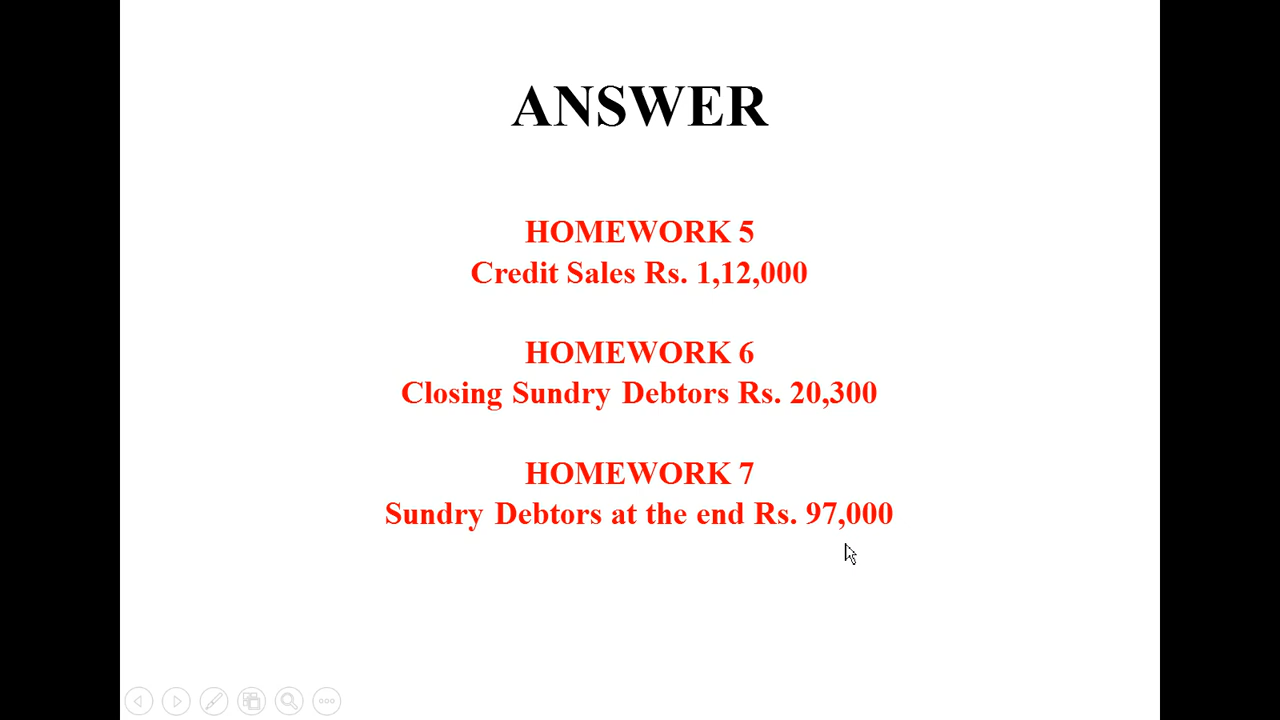 ANSWER
HOMEWORK 5
Credit Sales Rs. 1,12,000
HOMEWORK 6
Closing Sundry Debtors Rs. 20,300
HOMEWORK 7
Sundry Debtors at the end Rs. 97,000